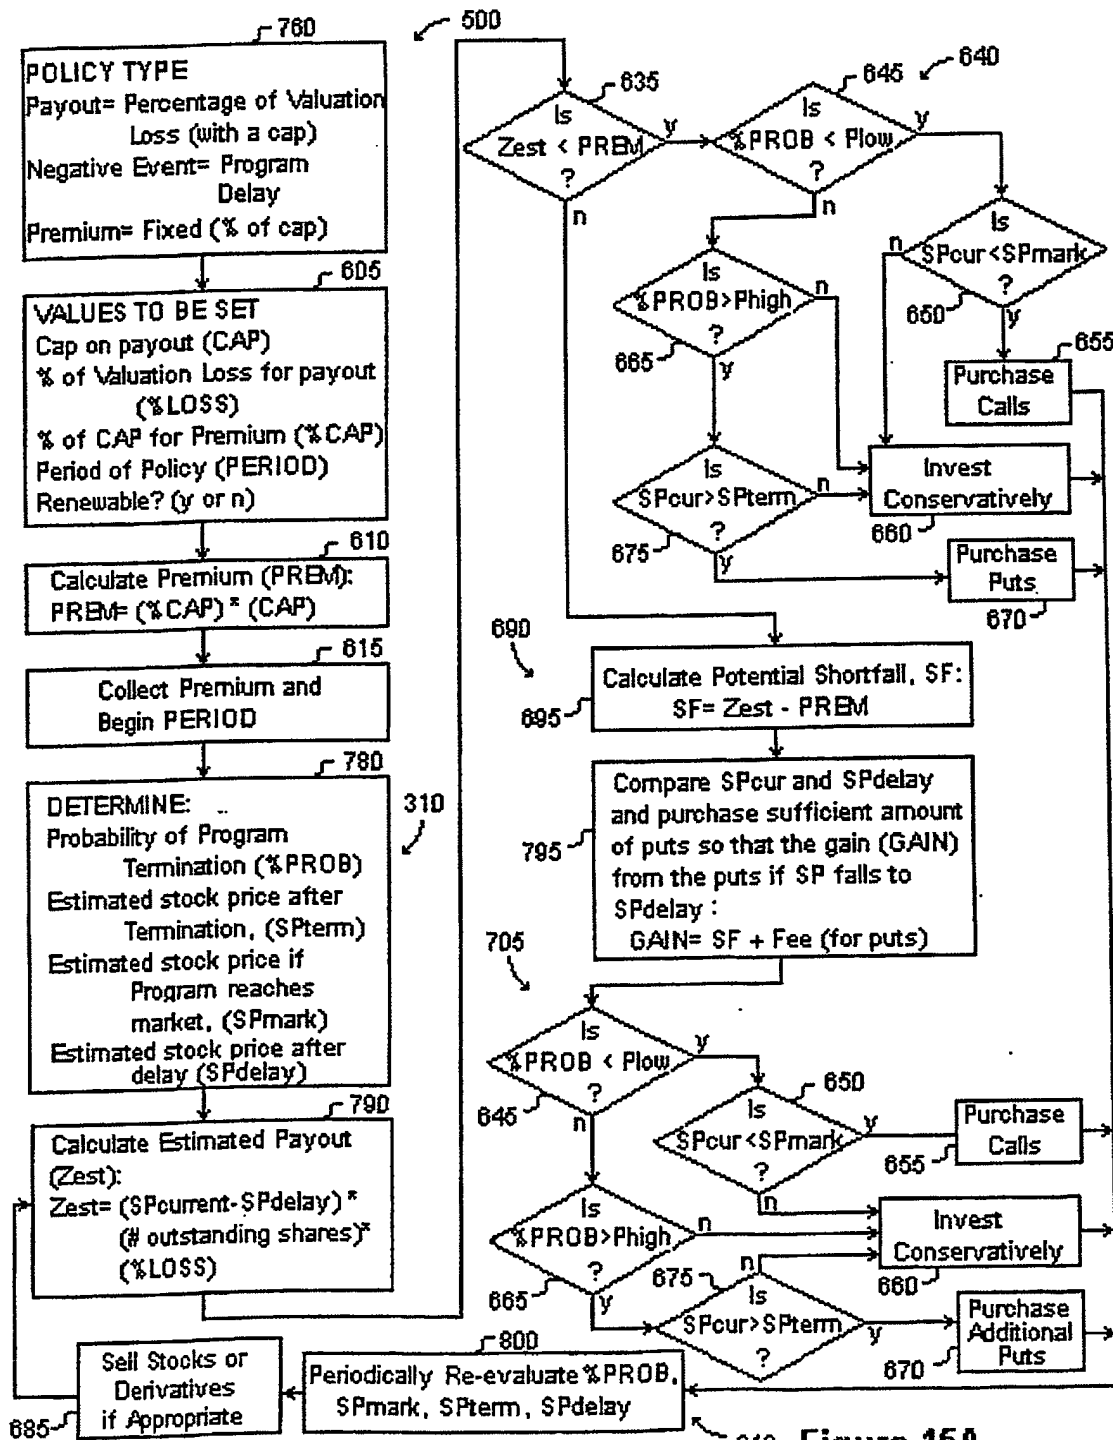 760
500
POLICY TYPE
Payout= Percentage of Valuation
Loss (with a cap)
Negative Event= Program
Delay
Premium= Fixed (% of cap)
605
VALUES TO BE SET
Cap on payout (CAP)
% of Valuation Loss for payout
(%LOSS)
% of CAP for Premium (%CAP)
Period of Policy (PERIOD)
Renewable? (y or n)
610
Calculate Premium (PREM):
PREM= (%CAP) * (CAP)
615
Collect Premium and
Begin PERIOD
780
310
DETERMINE:
Probability of Program
Termination (%PROB)
Estimated stock price after
Termination, (SPterm)
Estimated stock price if
Program reaches
market, (SPmark)
Estimated stock price after
delay (SPdelay)
790
Calculate Estimated Payout
(Zest):
Zest= (SPcurrent-SPdelay) *
(# outstanding shares)*
(%LOSS)
635
Is
Zest < PREM
?
y
n
645
640
Is
%PROB < Plow
?
y
n
Is
SPcur<SPmark
?
n
y
650
655
Purchase
Calls
Is
%PROB>Phigh
?
n
y
665
Is
SPcur>SPterm
?
n
y
675
Invest
Conservatively
660
Purchase
Puts
670
690
Calculate Potential Shortfall, SF:
SF= Zest - PREM
695
Compare SPcur and SPdelay
and purchase sufficient amount
of puts so that the gain (GAIN)
from the puts if SP falls to
SPdelay :
GAIN= SF + Fee (for puts)
795
705
Is
%PROB < Plow
?
y
n
645
650
Is
SPcur<SPmark
?
y
n
Purchase
Calls
655
Is
%PROB>Phigh
?
n
y
665
Invest
Conservatively
660
675
n
Is
SPcur>SPterm
?
y
Purchase
Additional
Puts
670
800
Periodically Re-evaluate %PROB,
SPmark, SPterm, SPdelay
Sell Stocks or
Derivatives
if Appropriate
685
Figure 15A